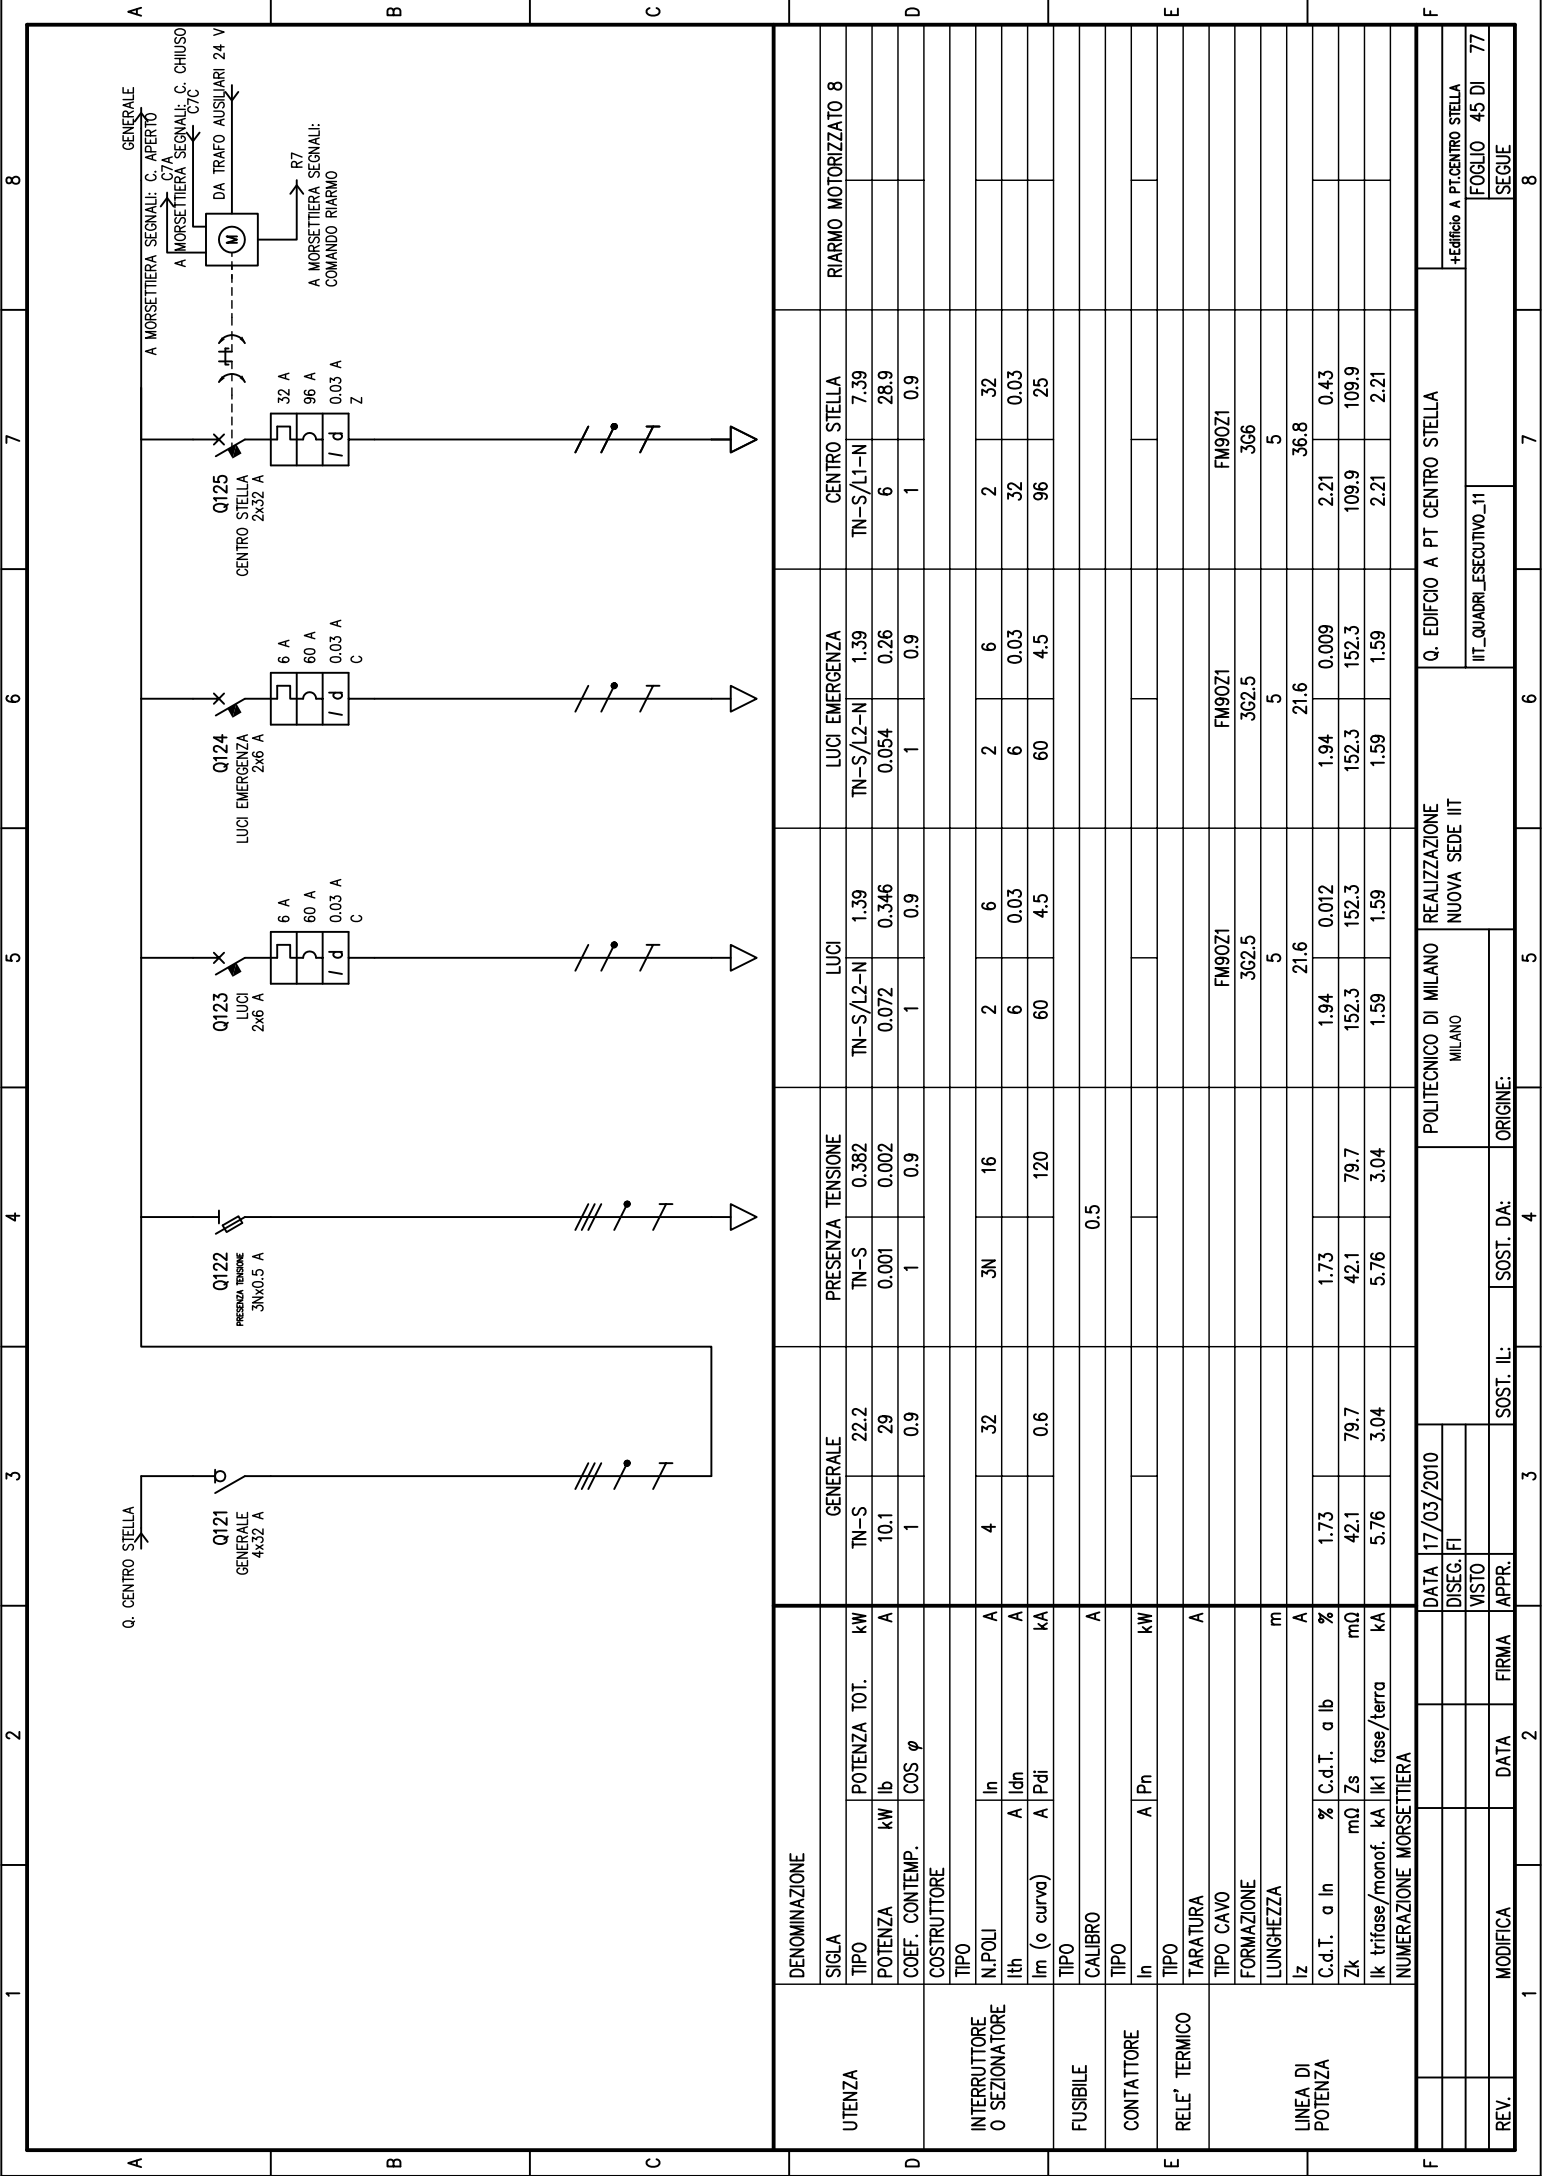 1 2 3 4 5 6 7 8
A
B
C
D
E
F
A
B
C
D
E
F
Q. CENTRO STELLA
Q121
GENERALE
4x32 A
Q122
PRESENZA TENSIONE
3Nx0.5 A
Q123
LUCI
2x6 A
6 A
60 A
0.03 A
C
I d
Q124
LUCI EMERGENZA
2x6 A
6 A
60 A
0.03 A
C
I d
Q125
CENTRO STELLA
2x32 A
32 A
96 A
0.03 A
Z
I d
GENERALE
A MORSETTIERA SEGNALI: C. APERTO
C7A
A MORSETTIERA SEGNALI: C. CHIUSO
C7C
DA TRAFO AUSILIARI 24 V
M
R7
A MORSETTIERA SEGNALI:
COMANDO RIARMO
UTENZA
DENOMINAZIONE
SIGLA GENERALE PRESENZA TENSIONE LUCI LUCI EMERGENZA CENTRO STELLA RIARMO MOTORIZZATO 8
TIPO POTENZA TOT. kW TN-S 22.2 TN-S 0.382 TN-S/L2-N 1.39 TN-S/L2-N 1.39 TN-S/L1-N 7.39
POTENZA kW Ib A 10.1 29 0.001 0.002 0.072 0.346 0.054 0.26 6 28.9
COEF. CONTEMP. COS φ 1 0.9 1 0.9 1 0.9 1 0.9 1 0.9
INTERRUTTORE
O SEZIONATORE
COSTRUTTORE
TIPO
N.POLI In A 4 32 3N 16 2 6 2 6 2 32
Ith A Idn A 6 0.03 6 0.03 32 0.03
Im (o curva) A Pdi kA 0.6 120 60 4.5 60 4.5 96 25
FUSIBILE
TIPO
CALIBRO A 0.5
CONTATTORE
TIPO
In A Pn kW
RELE' TERMICO
TIPO
TARATURA A
LINEA DI
POTENZA
TIPO CAVO FM9OZ1 FM9OZ1 FM9OZ1
FORMAZIONE 3G2.5 3G2.5 3G6
LUNGHEZZA m 5 5 5
Iz A 21.6 21.6 36.8
C.d.T. a In % C.d.T. a Ib % 1.73 1.73 1.94 0.012 1.94 0.009 2.21 0.43
Zk mΩ Zs mΩ 42.1 79.7 42.1 79.7 152.3 152.3 152.3 152.3 109.9 109.9
Ik trifase/monof. kA Ik1 fase/terra kA 5.76 3.04 5.76 3.04 1.59 1.59 1.59 1.59 2.21 2.21
NUMERAZIONE MORSETTIERA
REV. MODIFICA DATA FIRMA
DATA 17/03/2010
DISEG. FI
VISTO
APPR.
SOST. IL: SOST. DA: ORIGINE:
POLITECNICO DI MILANO
MILANO
REALIZZAZIONE
NUOVA SEDE IIT
Q. EDIFCIO A PT CENTRO STELLA
IIT_QUADRI_ESECUTIVO_11
+Edificio A PT.CENTRO STELLA
FOGLIO 45 DI 77
SEGUE
1 2 3 4 5 6 7 8